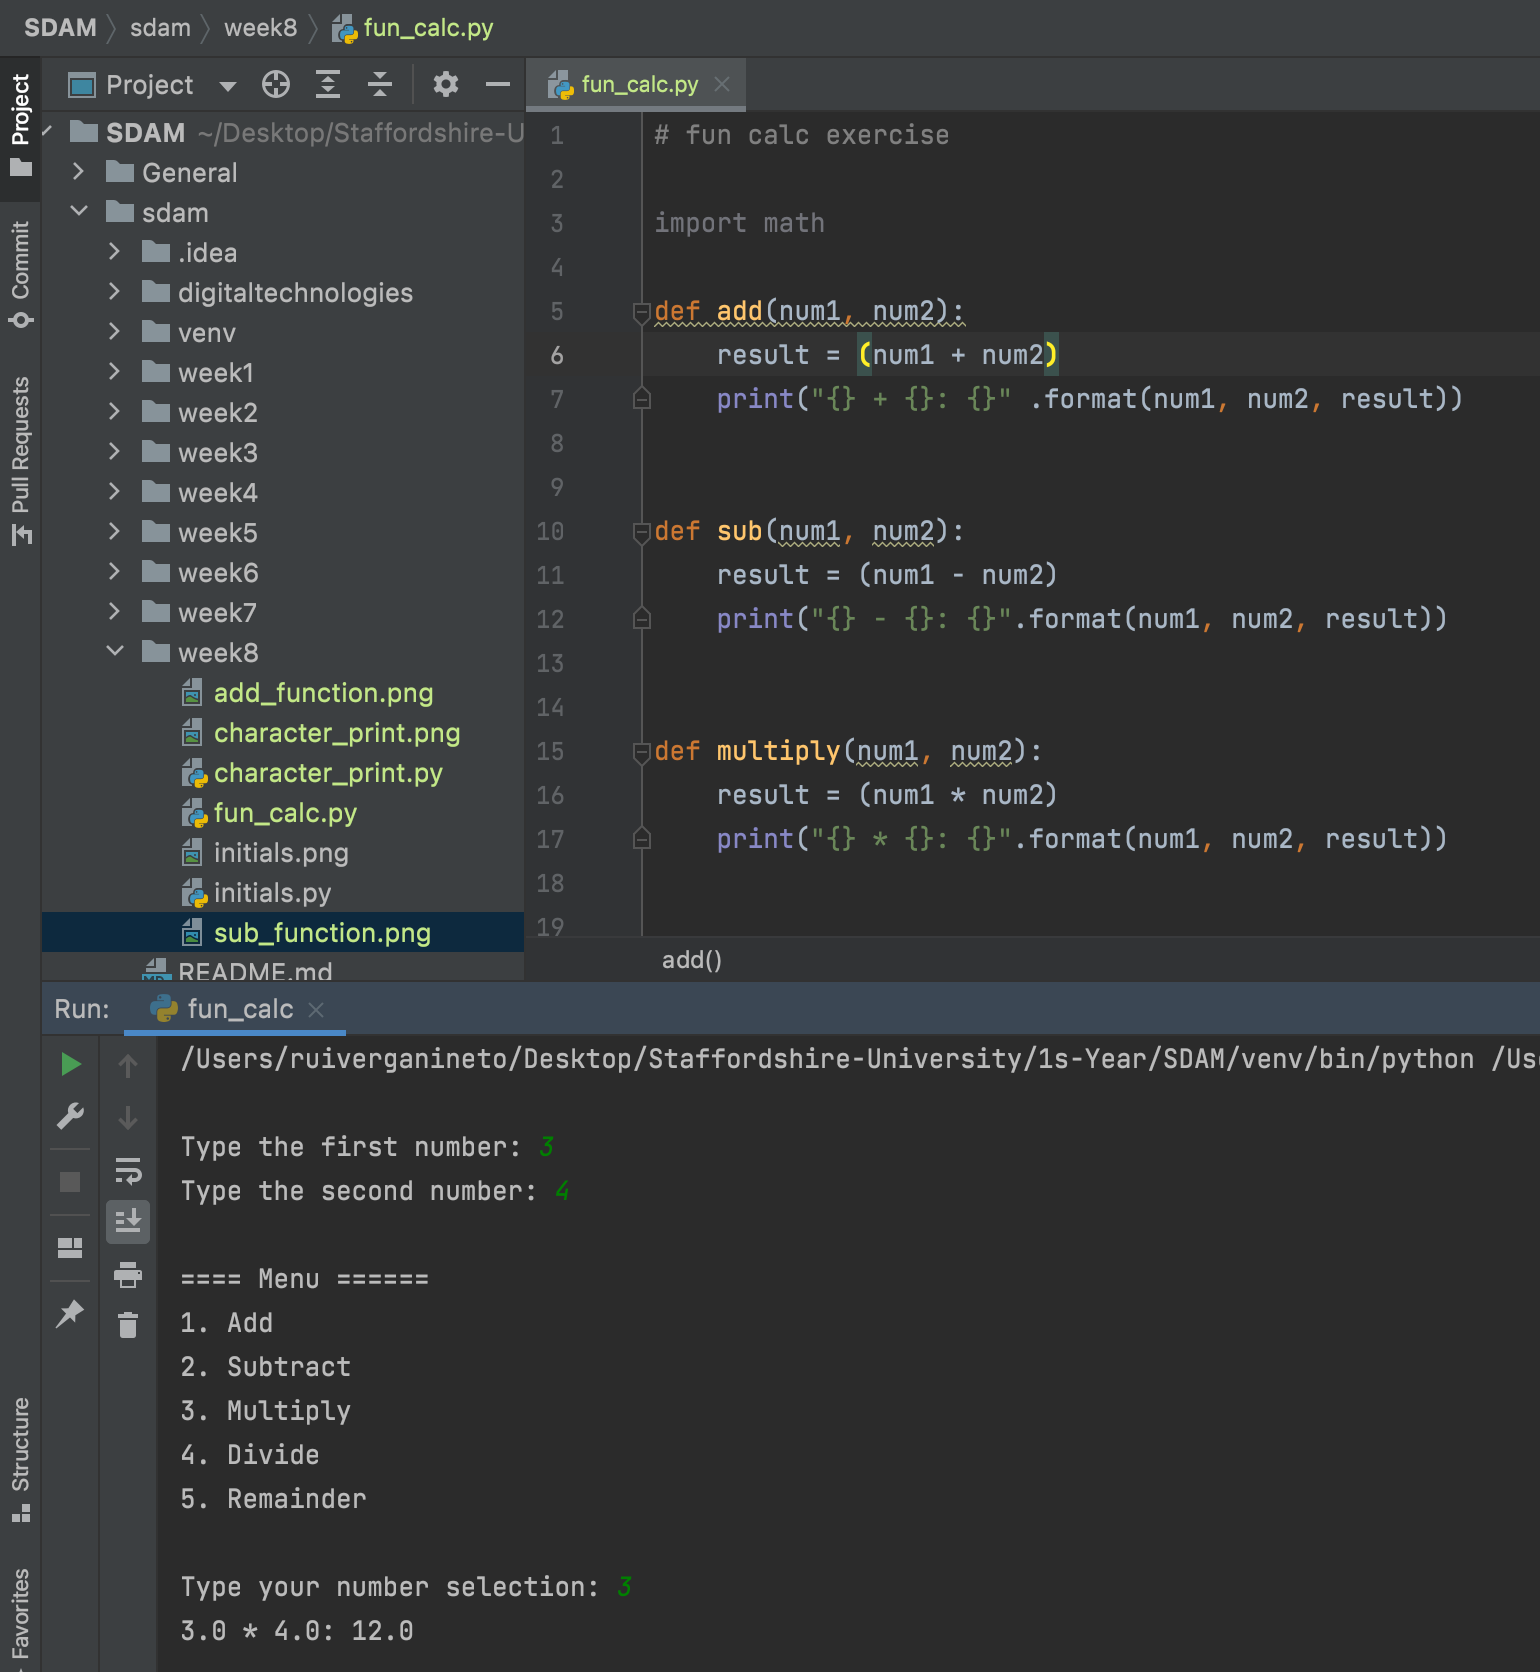 SDAM sdam week8 fun_calc.py
Project
Commit
Pull Requests
Structure
Favorites
Project
SDAM ~/Desktop/Staffordshire-U
General
sdam
.idea
digitaltechnologies
venv
week1
week2
week3
week4
week5
week6
week7
week8
add_function.png
character_print.png
character_print.py
fun_calc.py
initials.png
initials.py
sub_function.png
README.md
fun_calc.py
1 # fun calc exercise
2
3 import math
4
5 def add(num1, num2):
6 result = (num1 + num2)
7 print("{} + {}: {}" .format(num1, num2, result))
8
9
10 def sub(num1, num2):
11 result = (num1 - num2)
12 print("{} - {}: {}".format(num1, num2, result))
13
14
15 def multiply(num1, num2):
16 result = (num1 * num2)
17 print("{} * {}: {}".format(num1, num2, result))
18
19
add()
Run: fun_calc
/Users/ruiverganineto/Desktop/Staffordshire-University/1s-Year/SDAM/venv/bin/python /Use
Type the first number: 3
Type the second number: 4
==== Menu ======
1. Add
2. Subtract
3. Multiply
4. Divide
5. Remainder
Type your number selection: 3
3.0 * 4.0: 12.0